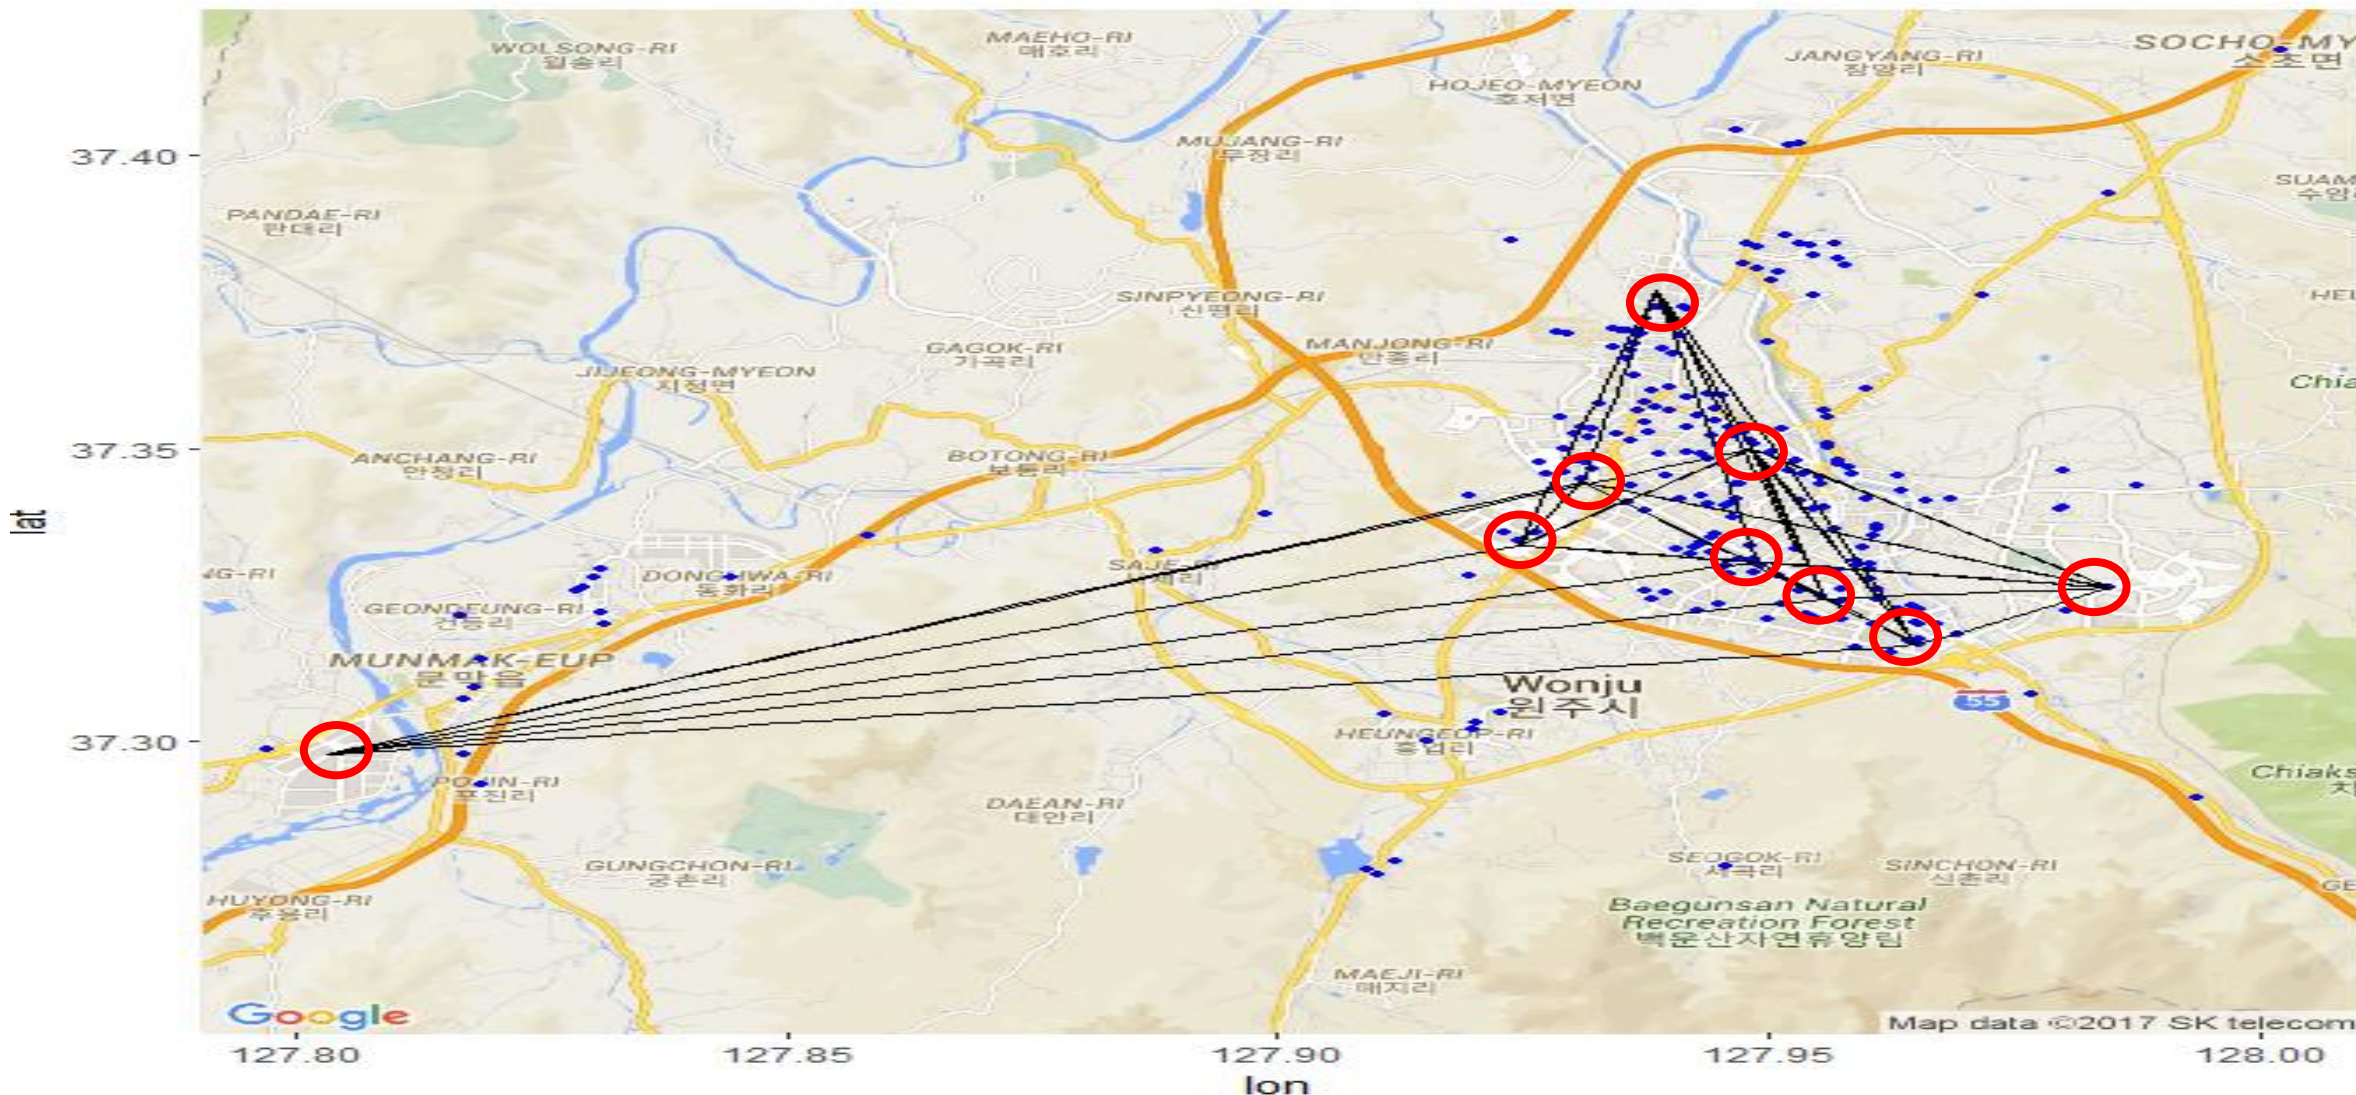 WOLSONG-RI
월송리
MAEHO-RI
매호리
JANGYANG-RI
장양리
SOCHO-MY
소초면
HOJEO-MYEON
호저면
37.40
MUJANG-RI
무장리
SUAM
수암
PANDAE-RI
판대리
SINPYEONG-RI
신평리
HEU
GAGOK-RI
가곡리
MANJONG-RI
만종리
JIJEONG-MYEON
지정면
Chia
37.35
ANCHANG-RI
안창리
BOTONG-RI
보통리
lat
NG-RI
DONGHWA-RI
동화리
GEONDEUNG-RI
건등리
MUNMAK-EUP
문막읍
Wonju
원주시
55
37.30
HEUNGEOP-RI
흥업리
POJIN-RI
포진리
Chiaks
치
DAEAN-RI
대안리
GUNGCHON-RI
궁촌리
SEOGOK-RI
서곡리
SINCHON-RI
신촌리
GE
HUYONG-RI
후용리
Baegunsan Natural
Recreation Forest
백운산자연휴양림
MAEJI-RI
매지리
Google
Map data ©2017 SK telecom
127.80
127.85
127.90
127.95
128.00
lon